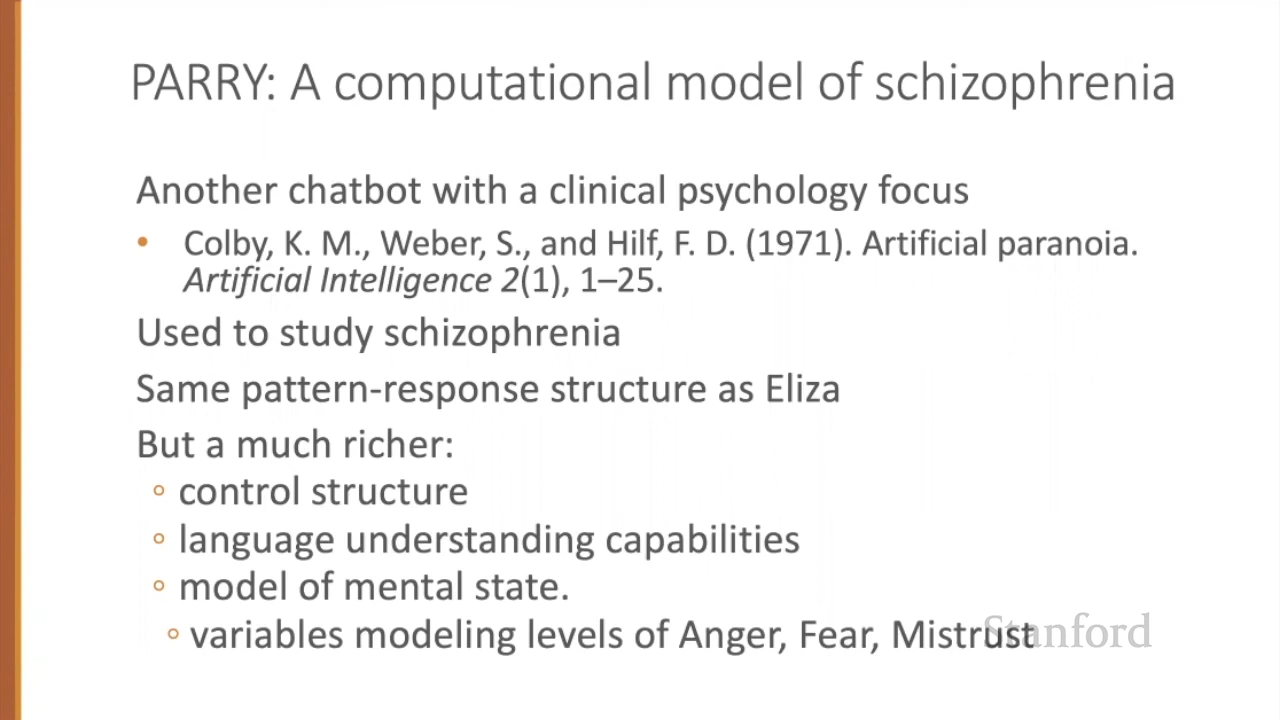 PARRY: A computational model of schizophrenia
Another chatbot with a clinical psychology focus
• Colby, K. M., Weber, S., and Hilf, F. D. (1971). Artificial paranoia.
Artificial Intelligence 2(1), 1–25.
Used to study schizophrenia
Same pattern-response structure as Eliza
But a much richer:
◦ control structure
◦ language understanding capabilities
◦ model of mental state.
◦ variables modeling levels of Anger, Fear, Mistrust
Stanford